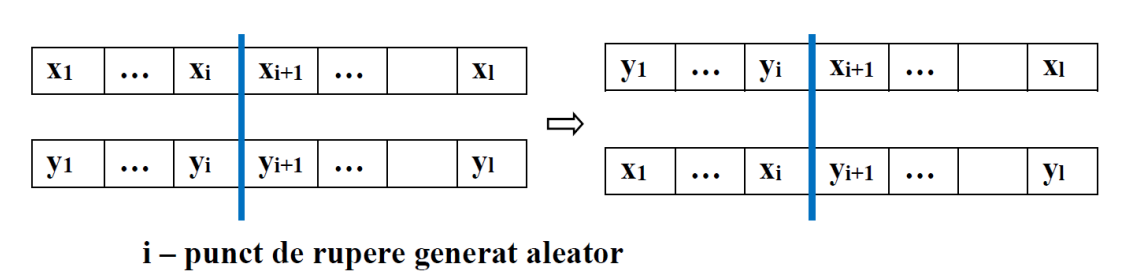 x1 … xi xi+1 … xl
y1 … yi yi+1 … yl
⇨
y1 … yi xi+1 … xl
x1 … xi yi+1 … yl
i – punct de rupere generat aleator